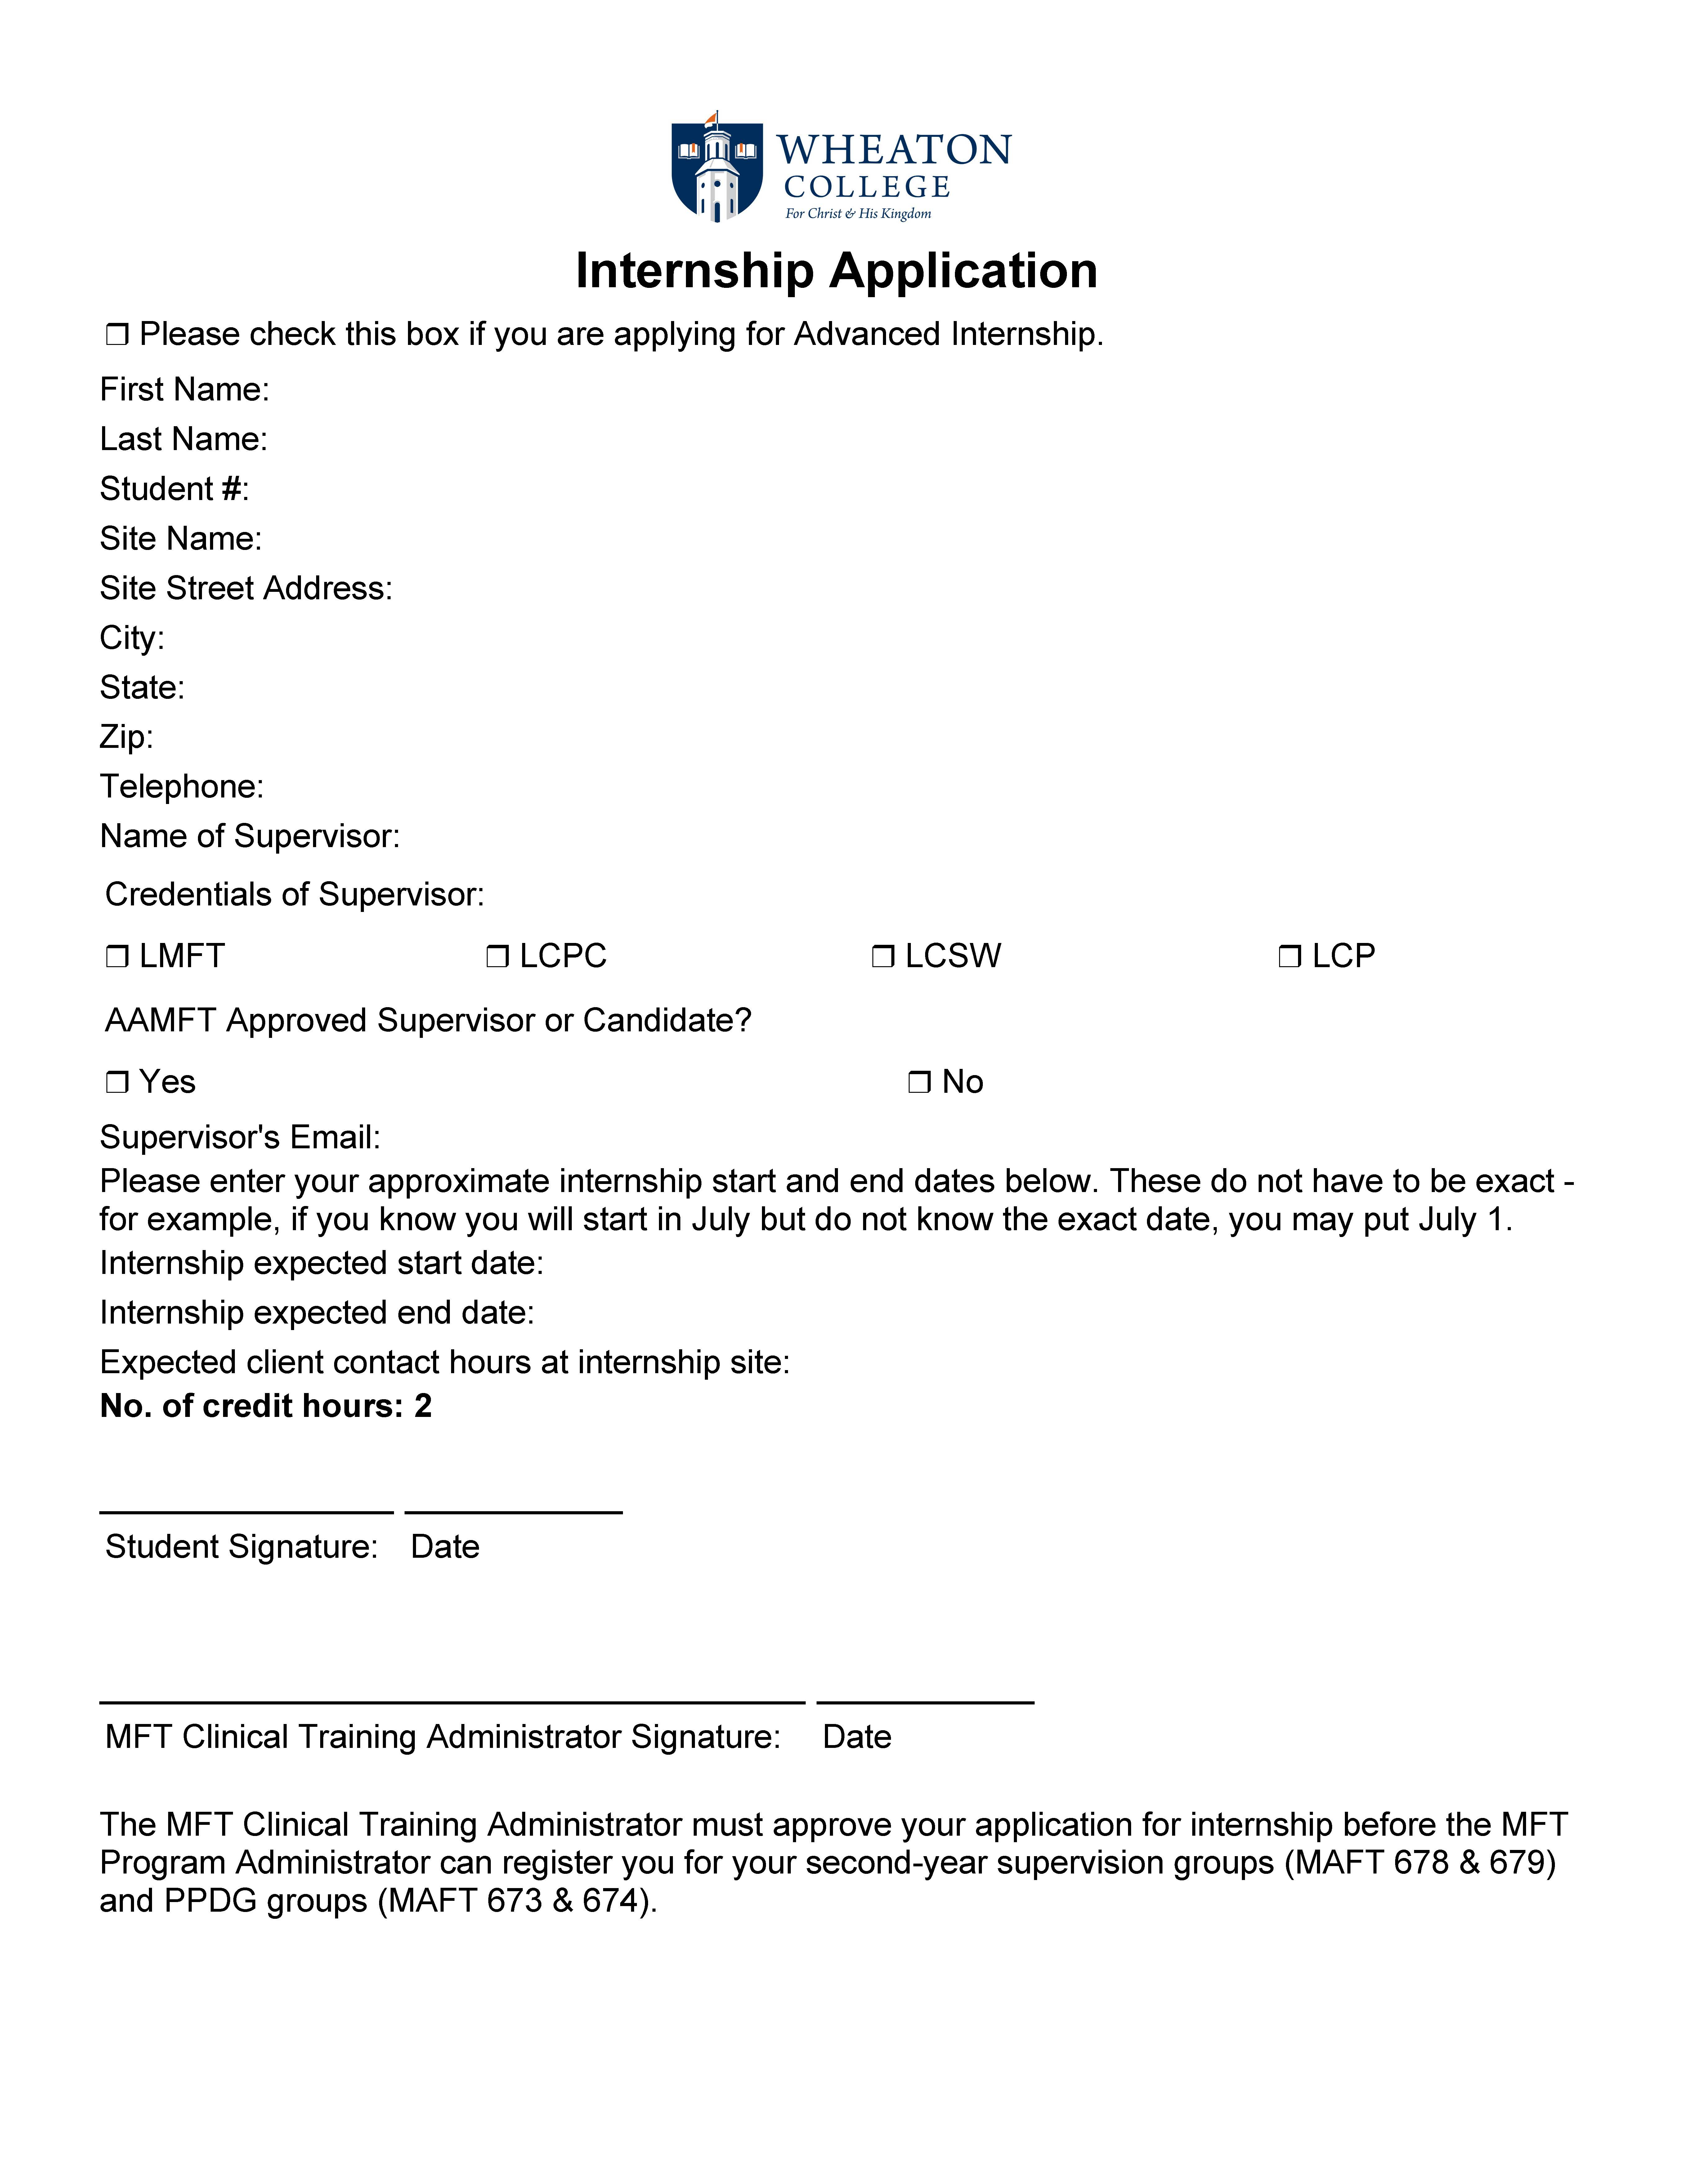 WHEATON
COLLEGE
For Christ & His Kingdom
Internship Application
❐ Please check this box if you are applying for Advanced Internship.
First Name:
Last Name:
Student #:
Site Name:
Site Street Address:
City:
State:
Zip:
Telephone:
Name of Supervisor:
Credentials of Supervisor:
❐ LMFT ❐ LCPC ❐ LCSW ❐ LCP
AAMFT Approved Supervisor or Candidate?
❐ Yes ❐ No
Supervisor's Email:
Please enter your approximate internship start and end dates below. These do not have to be exact -
for example, if you know you will start in July but do not know the exact date, you may put July 1.
Internship expected start date:
Internship expected end date:
Expected client contact hours at internship site:
No. of credit hours: 2
Student Signature: Date
MFT Clinical Training Administrator Signature: Date
The MFT Clinical Training Administrator must approve your application for internship before the MFT
Program Administrator can register you for your second-year supervision groups (MAFT 678 & 679)
and PPDG groups (MAFT 673 & 674).